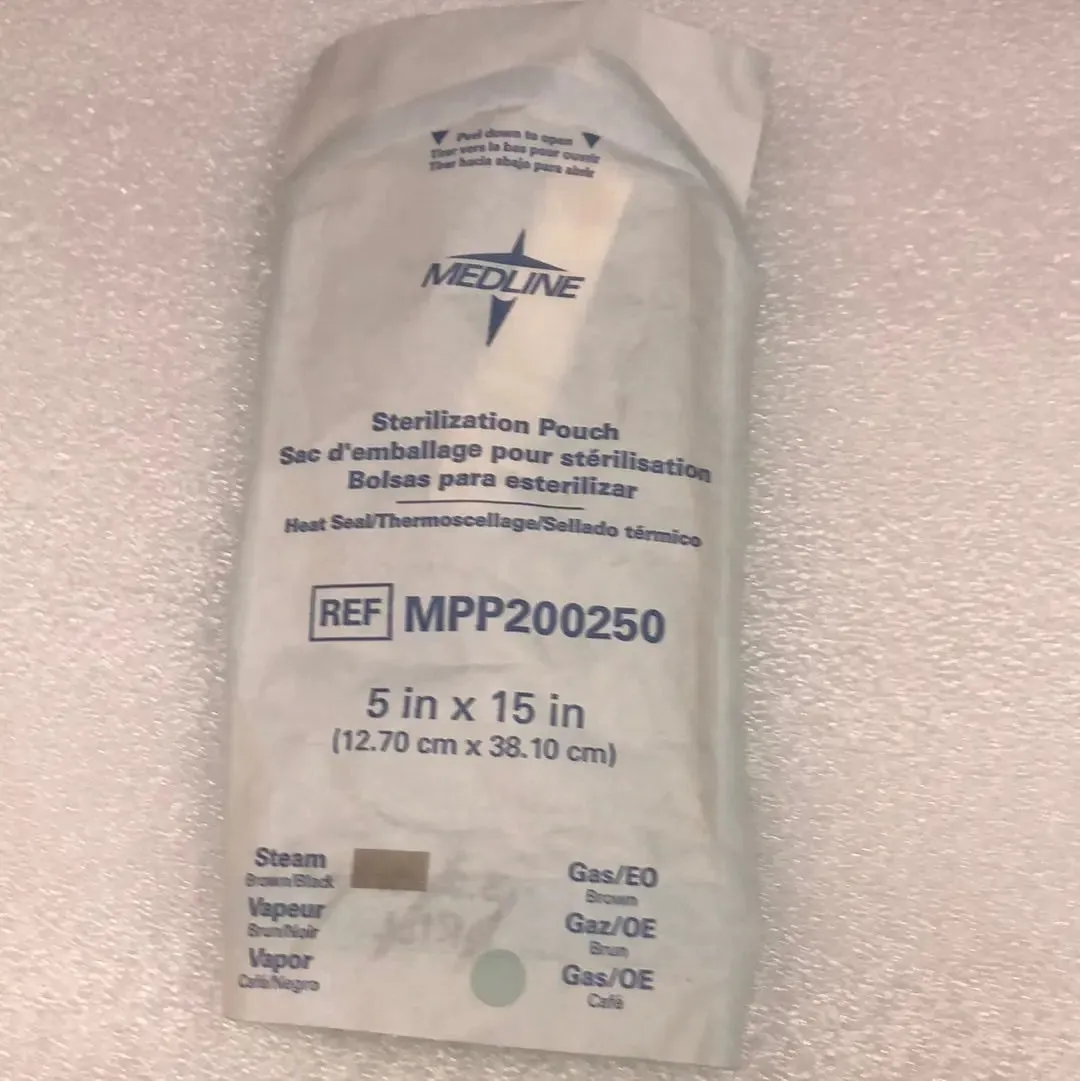 Peel down to open
Tirer vers le bas pour ouvrir
Tirar hacia abajo para abrir
MEDLINE
Sterilization Pouch
Sac d'emballage pour stérilisation
Bolsas para esterilizar
Heat Seal/Thermoscellage/Sellado térmico
REF MPP200250
5 in x 15 in
(12.70 cm x 38.10 cm)
Steam
Brown/Black
Vapeur
Brun/Noir
Vapor
Café/Negro
Gas/EO
Brown
Gaz/OE
Brun
Gas/OE
Café